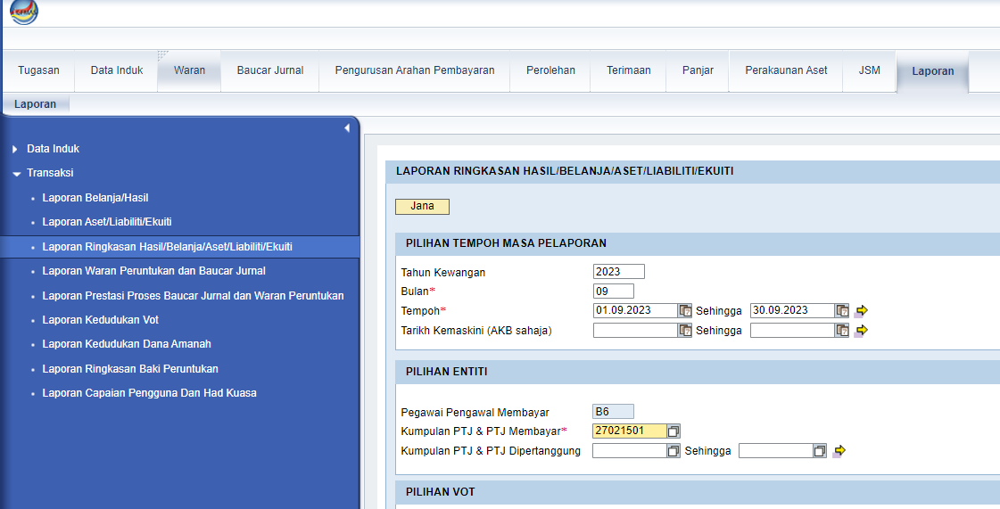 Tugasan Data Induk Waran Baucar Jurnal Pengurusan Arahan Pembayaran Perolehan Terimaan Panjar Perakaunan Aset JSM Laporan
Laporan
Data Induk
Transaksi
Laporan Belanja/Hasil
Laporan Aset/Liabiliti/Ekuiti
Laporan Ringkasan Hasil/Belanja/Aset/Liabiliti/Ekuiti
Laporan Waran Peruntukan dan Baucar Jurnal
Laporan Prestasi Proses Baucar Jurnal dan Waran Peruntukan
Laporan Kedudukan Vot
Laporan Kedudukan Dana Amanah
Laporan Ringkasan Baki Peruntukan
Laporan Capaian Pengguna Dan Had Kuasa
LAPORAN RINGKASAN HASIL/BELANJA/ASET/LIABILITI/EKUITI
Jana
PILIHAN TEMPOH MASA PELAPORAN
Tahun Kewangan 2023
Bulan* 09
Tempoh* 01.09.2023 Sehingga 30.09.2023
Tarikh Kemaskini (AKB sahaja) Sehingga
PILIHAN ENTITI
Pegawai Pengawal Membayar B6
Kumpulan PTJ & PTJ Membayar* 27021501
Kumpulan PTJ & PTJ Dipertanggung Sehingga
PILIHAN VOT